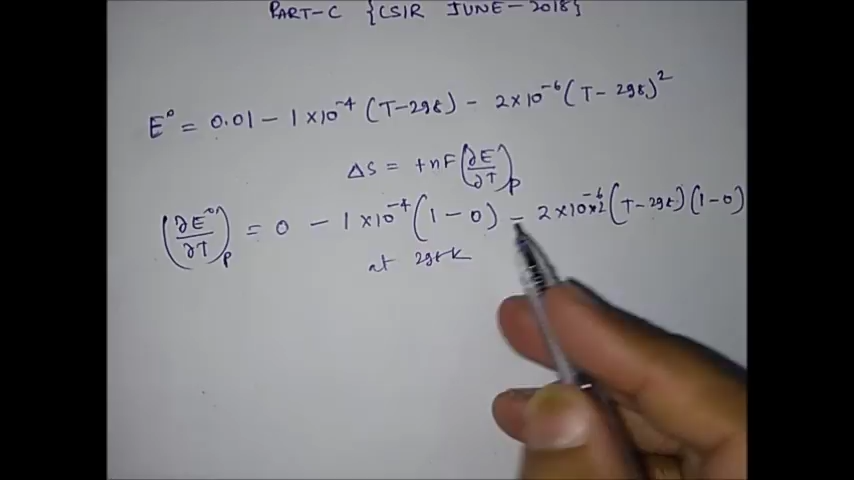 PART-C {CSIR JUNE-2018}
E° = 0.01 - 1×10⁻⁴ (T-298) - 2×10⁻⁶ (T-298)²
ΔS = +nF(∂E°/∂T)p
(∂E°/∂T)p = 0 - 1×10⁻⁴ (1-0) - 2×10⁻⁶×2 (T-298) (1-0)
at 298K